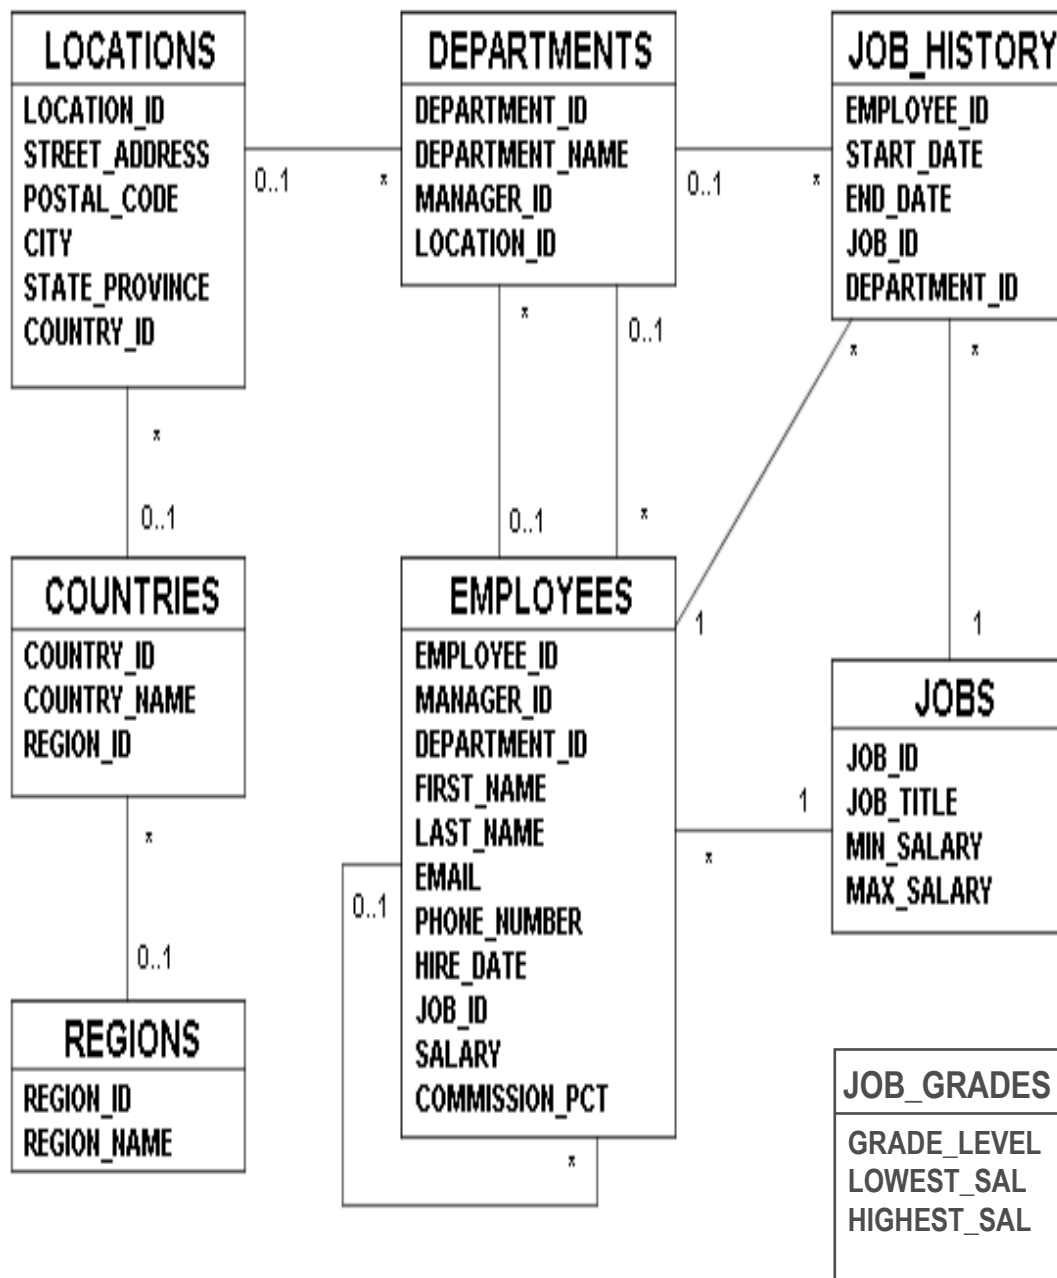 LOCATIONS
LOCATION_ID
STREET_ADDRESS
POSTAL_CODE
CITY
STATE_PROVINCE
COUNTRY_ID
0..1
*
DEPARTMENTS
DEPARTMENT_ID
DEPARTMENT_NAME
MANAGER_ID
LOCATION_ID
0..1
*
JOB_HISTORY
EMPLOYEE_ID
START_DATE
END_DATE
JOB_ID
DEPARTMENT_ID
*
0..1
*
*
*
0..1
0..1
*
1
1
COUNTRIES
COUNTRY_ID
COUNTRY_NAME
REGION_ID
*
0..1
EMPLOYEES
EMPLOYEE_ID
MANAGER_ID
DEPARTMENT_ID
FIRST_NAME
LAST_NAME
EMAIL
PHONE_NUMBER
HIRE_DATE
JOB_ID
SALARY
COMMISSION_PCT
0..1
*
1
*
JOBS
JOB_ID
JOB_TITLE
MIN_SALARY
MAX_SALARY
REGIONS
REGION_ID
REGION_NAME
JOB_GRADES
GRADE_LEVEL
LOWEST_SAL
HIGHEST_SAL